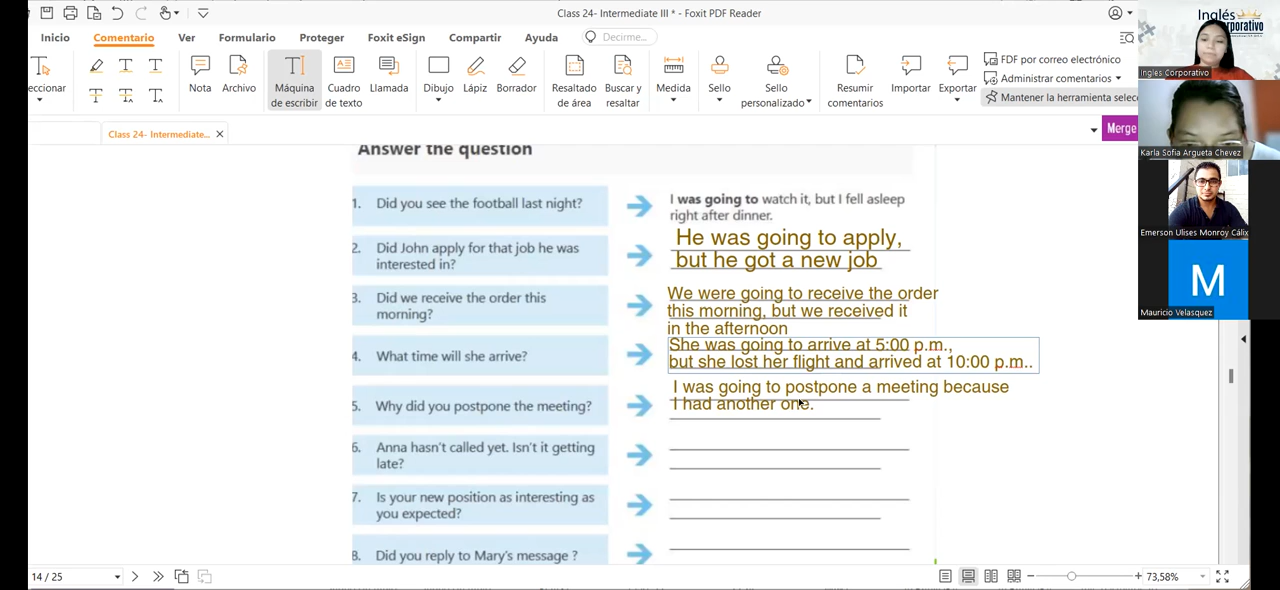 Class 24- Intermediate III * - Foxit PDF Reader
Inicio Comentario Ver Formulario Proteger Foxit eSign Compartir Ayuda Decirme...
eccionar
Nota
Archivo
Máquina de escribir
Cuadro de texto
Llamada
Dibujo
Lápiz
Borrador
Resaltado de área
Buscar y resaltar
Medida
Sello
Sello personalizado
Resumir comentarios
Importar
Exportar
FDF por correo electrónico
Administrar comentarios
Mantener la herramienta selecc
Class 24- Intermediate...
Merge
Answer the question
1. Did you see the football last night?
I was going to watch it, but I fell asleep
right after dinner.
2. Did John apply for that job he was
interested in?
He was going to apply,
but he got a new job
3. Did we receive the order this
morning?
We were going to receive the order
this morning, but we received it
in the afternoon
4. What time will she arrive?
She was going to arrive at 5:00 p.m.,
but she lost her flight and arrived at 10:00 p.m..
5. Why did you postpone the meeting?
I was going to postpone a meeting because
I had another one.
6. Anna hasn't called yet. Isn't it getting
late?
7. Is your new position as interesting as
you expected?
8. Did you reply to Mary's message ?
14 / 25
73,58%
Inglés
Corporativo
Ingles Corporativo
Karla Sofia Argueta Chevez
Emerson Ulises Monroy Cálix
M
Mauricio Velasquez